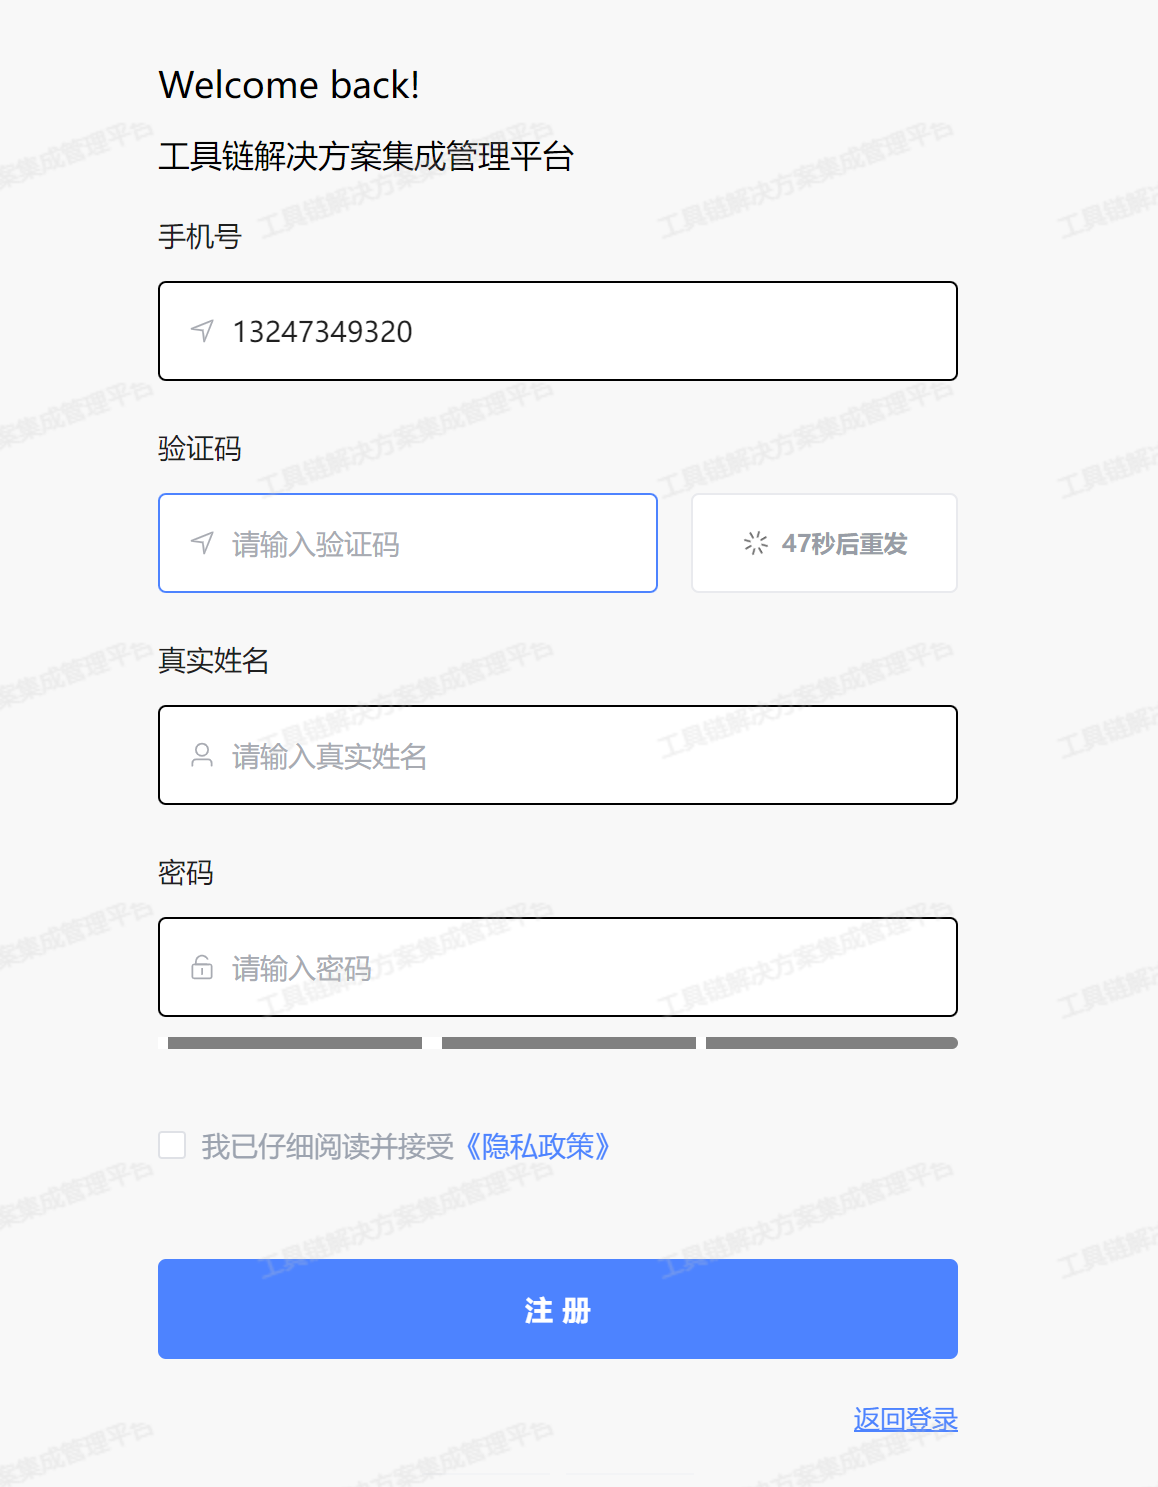 Welcome back!
工具链解决方案集成管理平台
手机号
13247349320
验证码
请输入验证码
47秒后重发
真实姓名
请输入真实姓名
密码
请输入密码
我已仔细阅读并接受《隐私政策》
注 册
返回登录